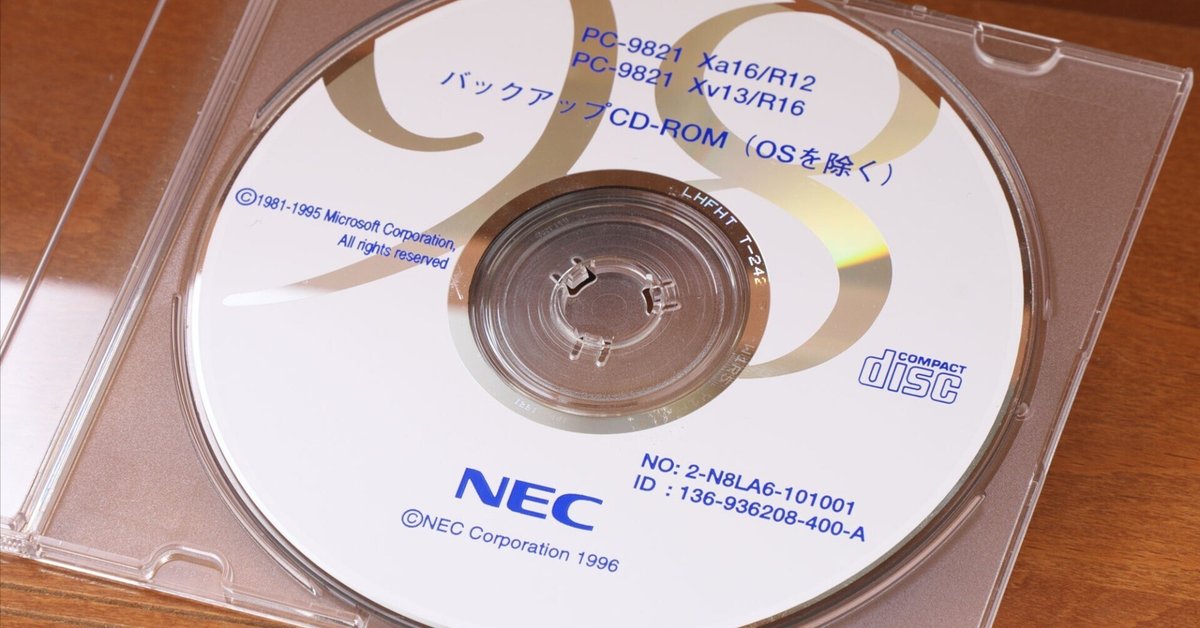 98
PC-9821 Xa16/R12
PC-9821 Xv13/R16
バックアップCD-ROM（OSを除く）
©1981-1995 Microsoft Corporation,
All rights reserved
LHFHT T-242
COMPACT
disc
NO: 2-N8LA6-101001
ID : 136-936208-400-A
NEC
©NEC Corporation 1996